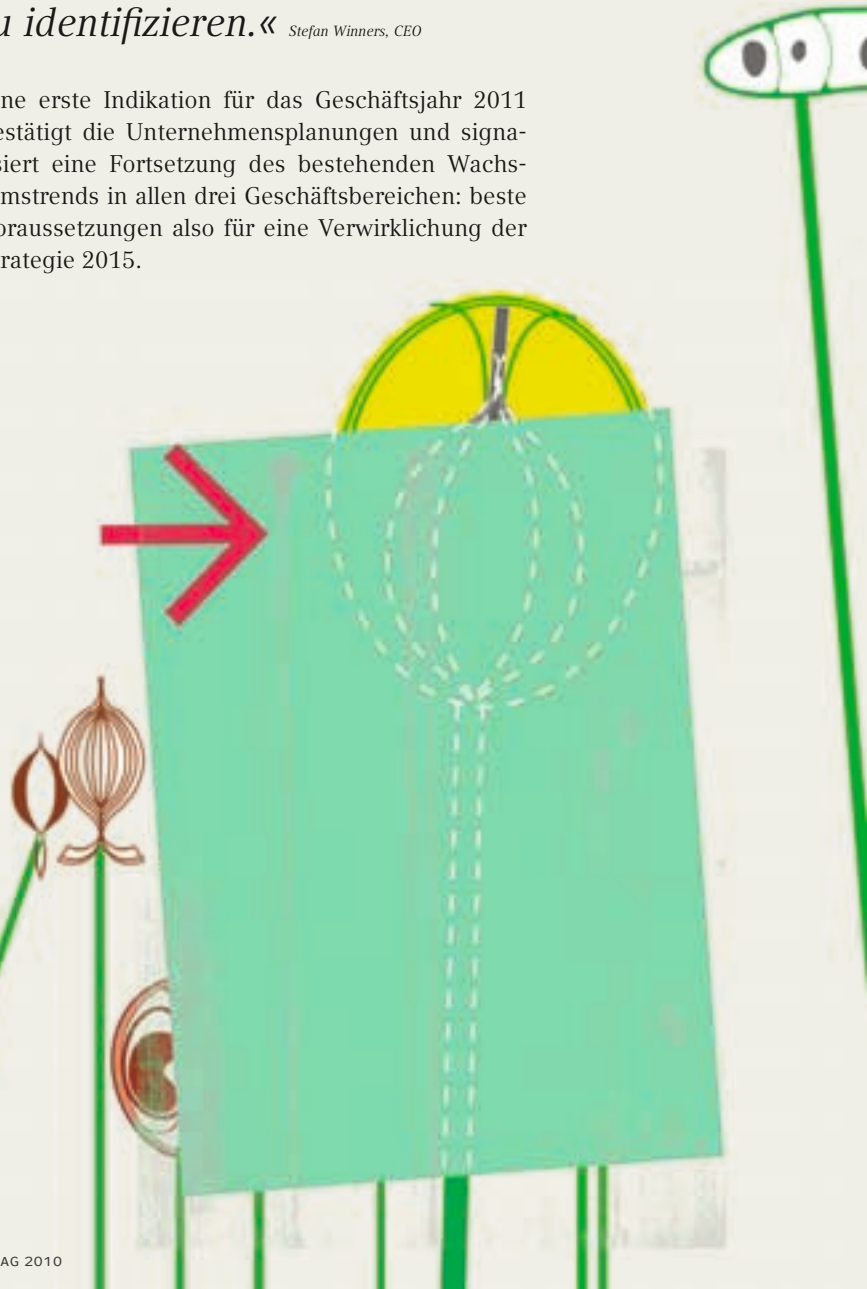 u identifizieren.« Stefan Winners, CEO
ne erste Indikation für das Geschäftsjahr 2011
estätigt die Unternehmensplanungen und signa-
siert eine Fortsetzung des bestehenden Wachs-
mstrends in allen drei Geschäftsbereichen: beste
oraussetzungen also für eine Verwirklichung der
rategie 2015.
AG 2010